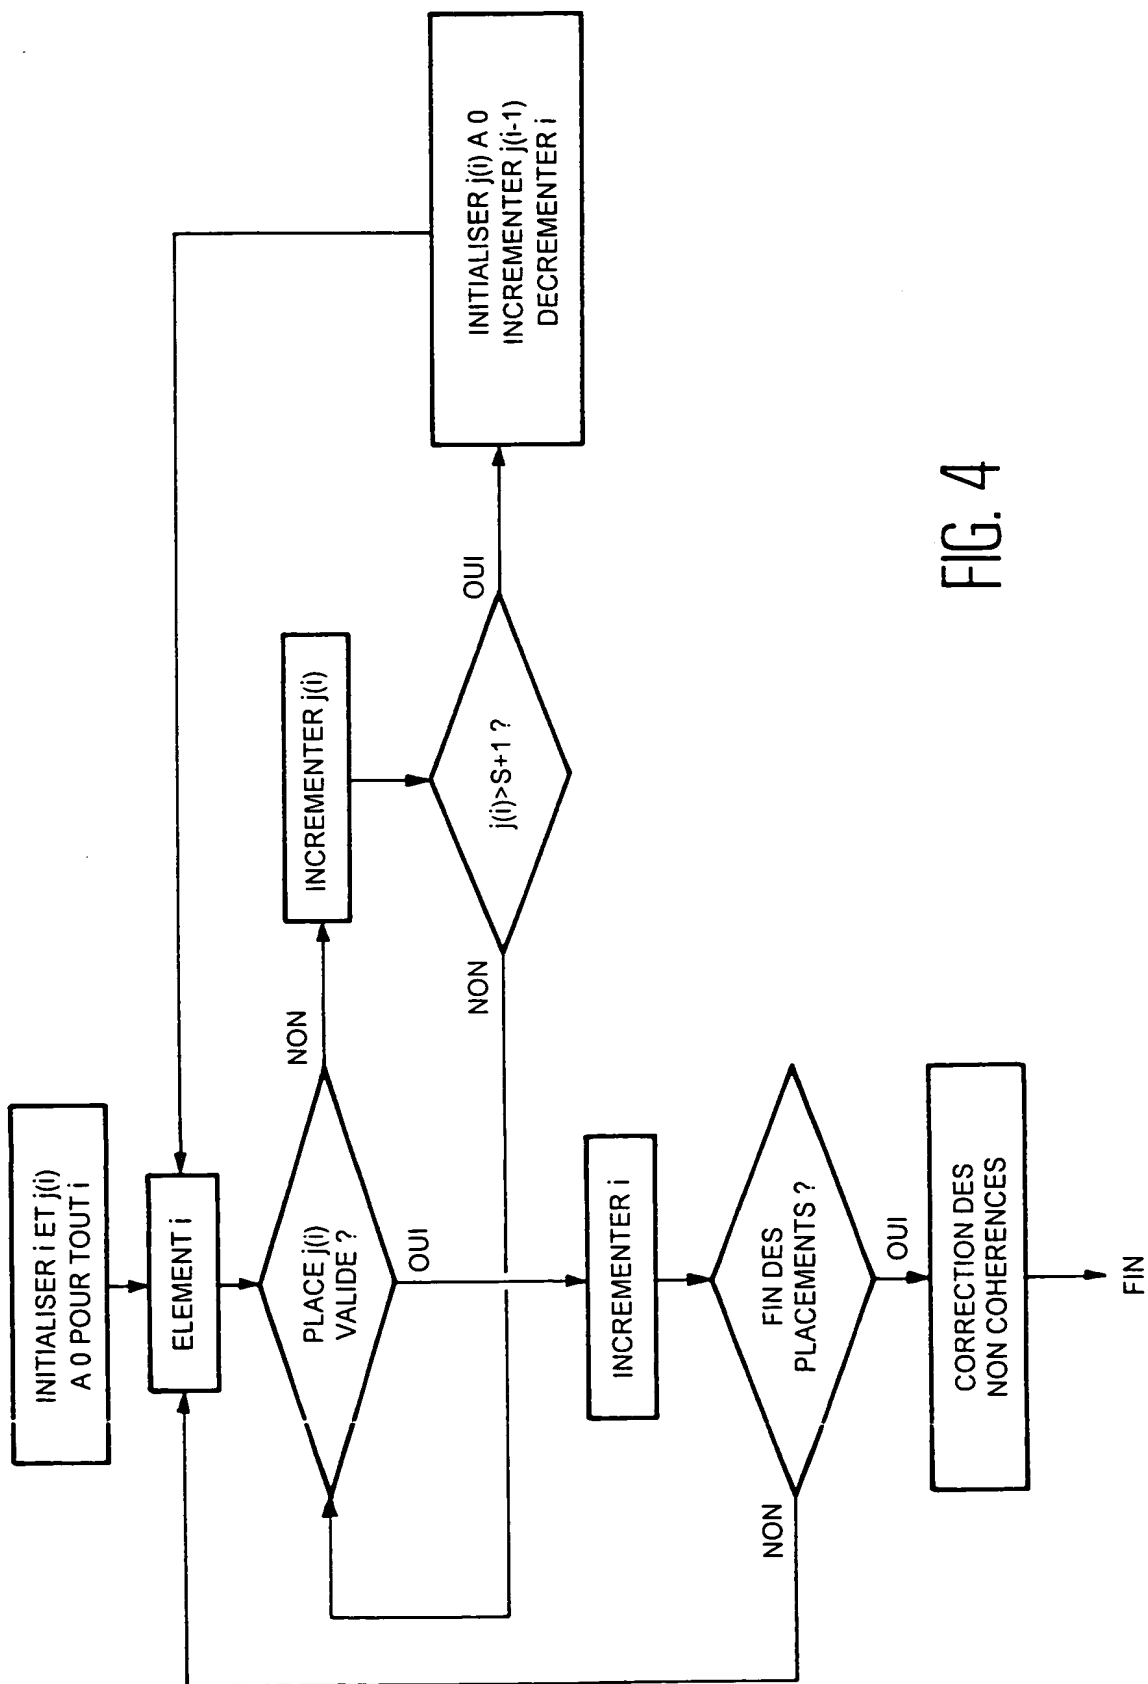 INITIALISER i ET j(i)
A 0 POUR TOUT i
ELEMENT i
PLACE j(i)
VALIDE ?
NON
OUI
INCREMENTER j(i)
j(i)>S+1 ?
OUI
NON
INITIALISER j(i) A 0
INCREMENTER j(i-1)
DECREMENTER i
INCREMENTER i
FIN DES
PLACEMENTS ?
NON
OUI
CORRECTION DES
NON COHERENCES
FIN
FIG. 4